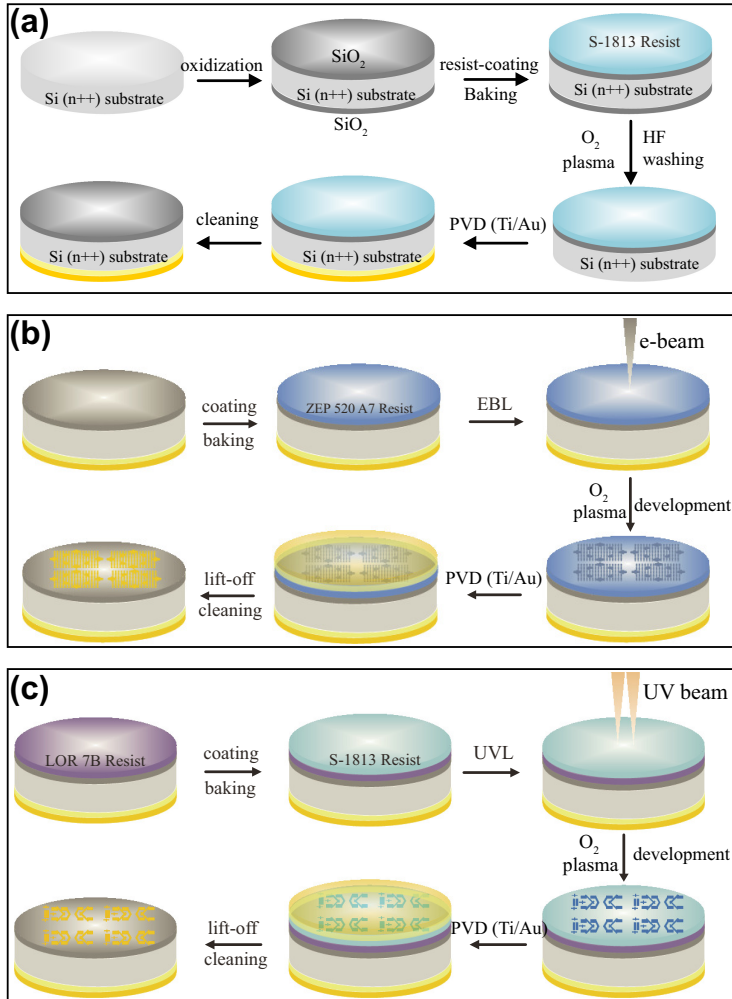 (a)
Si (n++) substrate
oxidization
SiO₂
Si (n++) substrate
SiO₂
resist-coating
Baking
S-1813 Resist
Si (n++) substrate
O₂
plasma
HF
washing
Si (n++) substrate
PVD (Ti/Au)
Si (n++) substrate
cleaning
Si (n++) substrate
(b)
coating
baking
ZEP 520 A7 Resist
EBL
e-beam
O₂
plasma
development
PVD (Ti/Au)
lift-off
cleaning
(c)
LOR 7B Resist
coating
baking
S-1813 Resist
UVL
UV beam
O₂
plasma
development
PVD (Ti/Au)
lift-off
cleaning